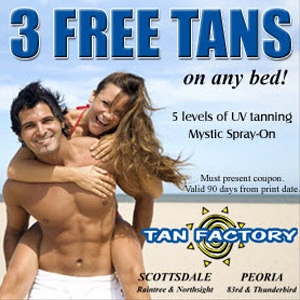 3 FREE TANS
on any bed!
5 levels of UV tanning
Mystic Spray-On
Must present coupon.
Valid 90 days from print date.
TAN FACTORY
SCOTTSDALE PEORIA
Raintree & Northsight 83rd & Thunderbird